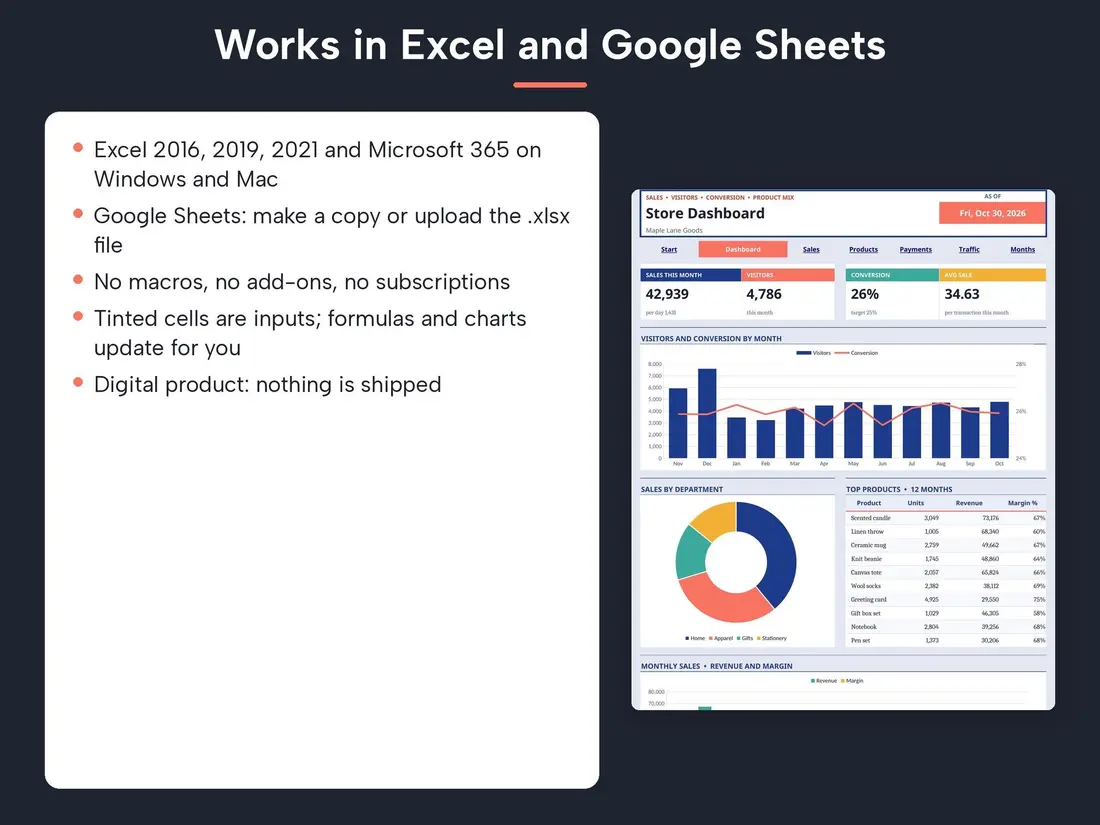 Works in Excel and Google Sheets
Excel 2016, 2019, 2021 and Microsoft 365 on
Windows and Mac
Google Sheets: make a copy or upload the .xlsx
file
No macros, no add-ons, no subscriptions
Tinted cells are inputs; formulas and charts
update for you
Digital product: nothing is shipped
SALES • VISITORS • CONVERSION • PRODUCT MIX
AS OF
Store Dashboard
Fri, Oct 30, 2026
Maple Lane Goods
Start Dashboard Sales Products Payments Traffic Months
SALES THIS MONTH VISITORS CONVERSION AVG SALE
42,939 4,786 26% 34.63
per day 1,431 this month target 25% per transaction this month
VISITORS AND CONVERSION BY MONTH
Visitors Conversion
8,000 28%
7,000
6,000
5,000
4,000 26%
3,000
2,000
1,000
0 24%
Nov Dec Jan Feb Mar Apr May Jun Jul Aug Sep Oct
SALES BY DEPARTMENT
TOP PRODUCTS • 12 MONTHS
Product Units Revenue Margin %
Scented candle 3,049 73,176 67%
Linen throw 1,005 68,340 60%
Ceramic mug 2,759 49,662 67%
Knit beanie 1,745 48,860 64%
Canvas tote 2,057 65,824 66%
Wool socks 2,382 38,112 69%
Greeting card 4,925 29,550 75%
Gift box set 1,029 46,305 58%
Notebook 2,804 39,256 68%
Pen set 1,373 30,206 68%
Home Apparel Gifts Stationery
MONTHLY SALES • REVENUE AND MARGIN
Revenue Margin
80,000
70,000